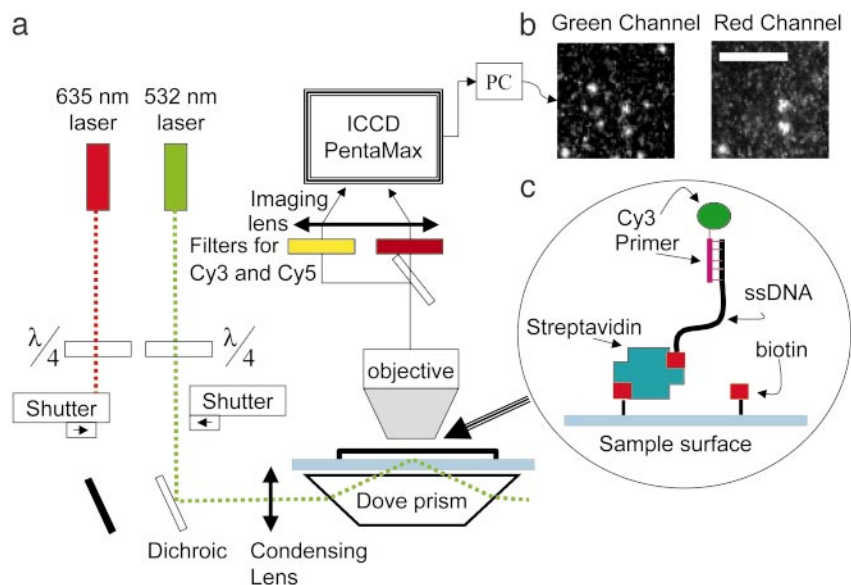 a
635 nm
laser
532 nm
laser
ICCD
PentaMax
PC
Imaging
lens
Filters for
Cy3 and Cy5
λ/4
λ/4
objective
Shutter
Shutter
Dove prism
Dichroic
Condensing
Lens
b
Green Channel
Red Channel
c
Cy3
Primer
ssDNA
Streptavidin
biotin
Sample surface